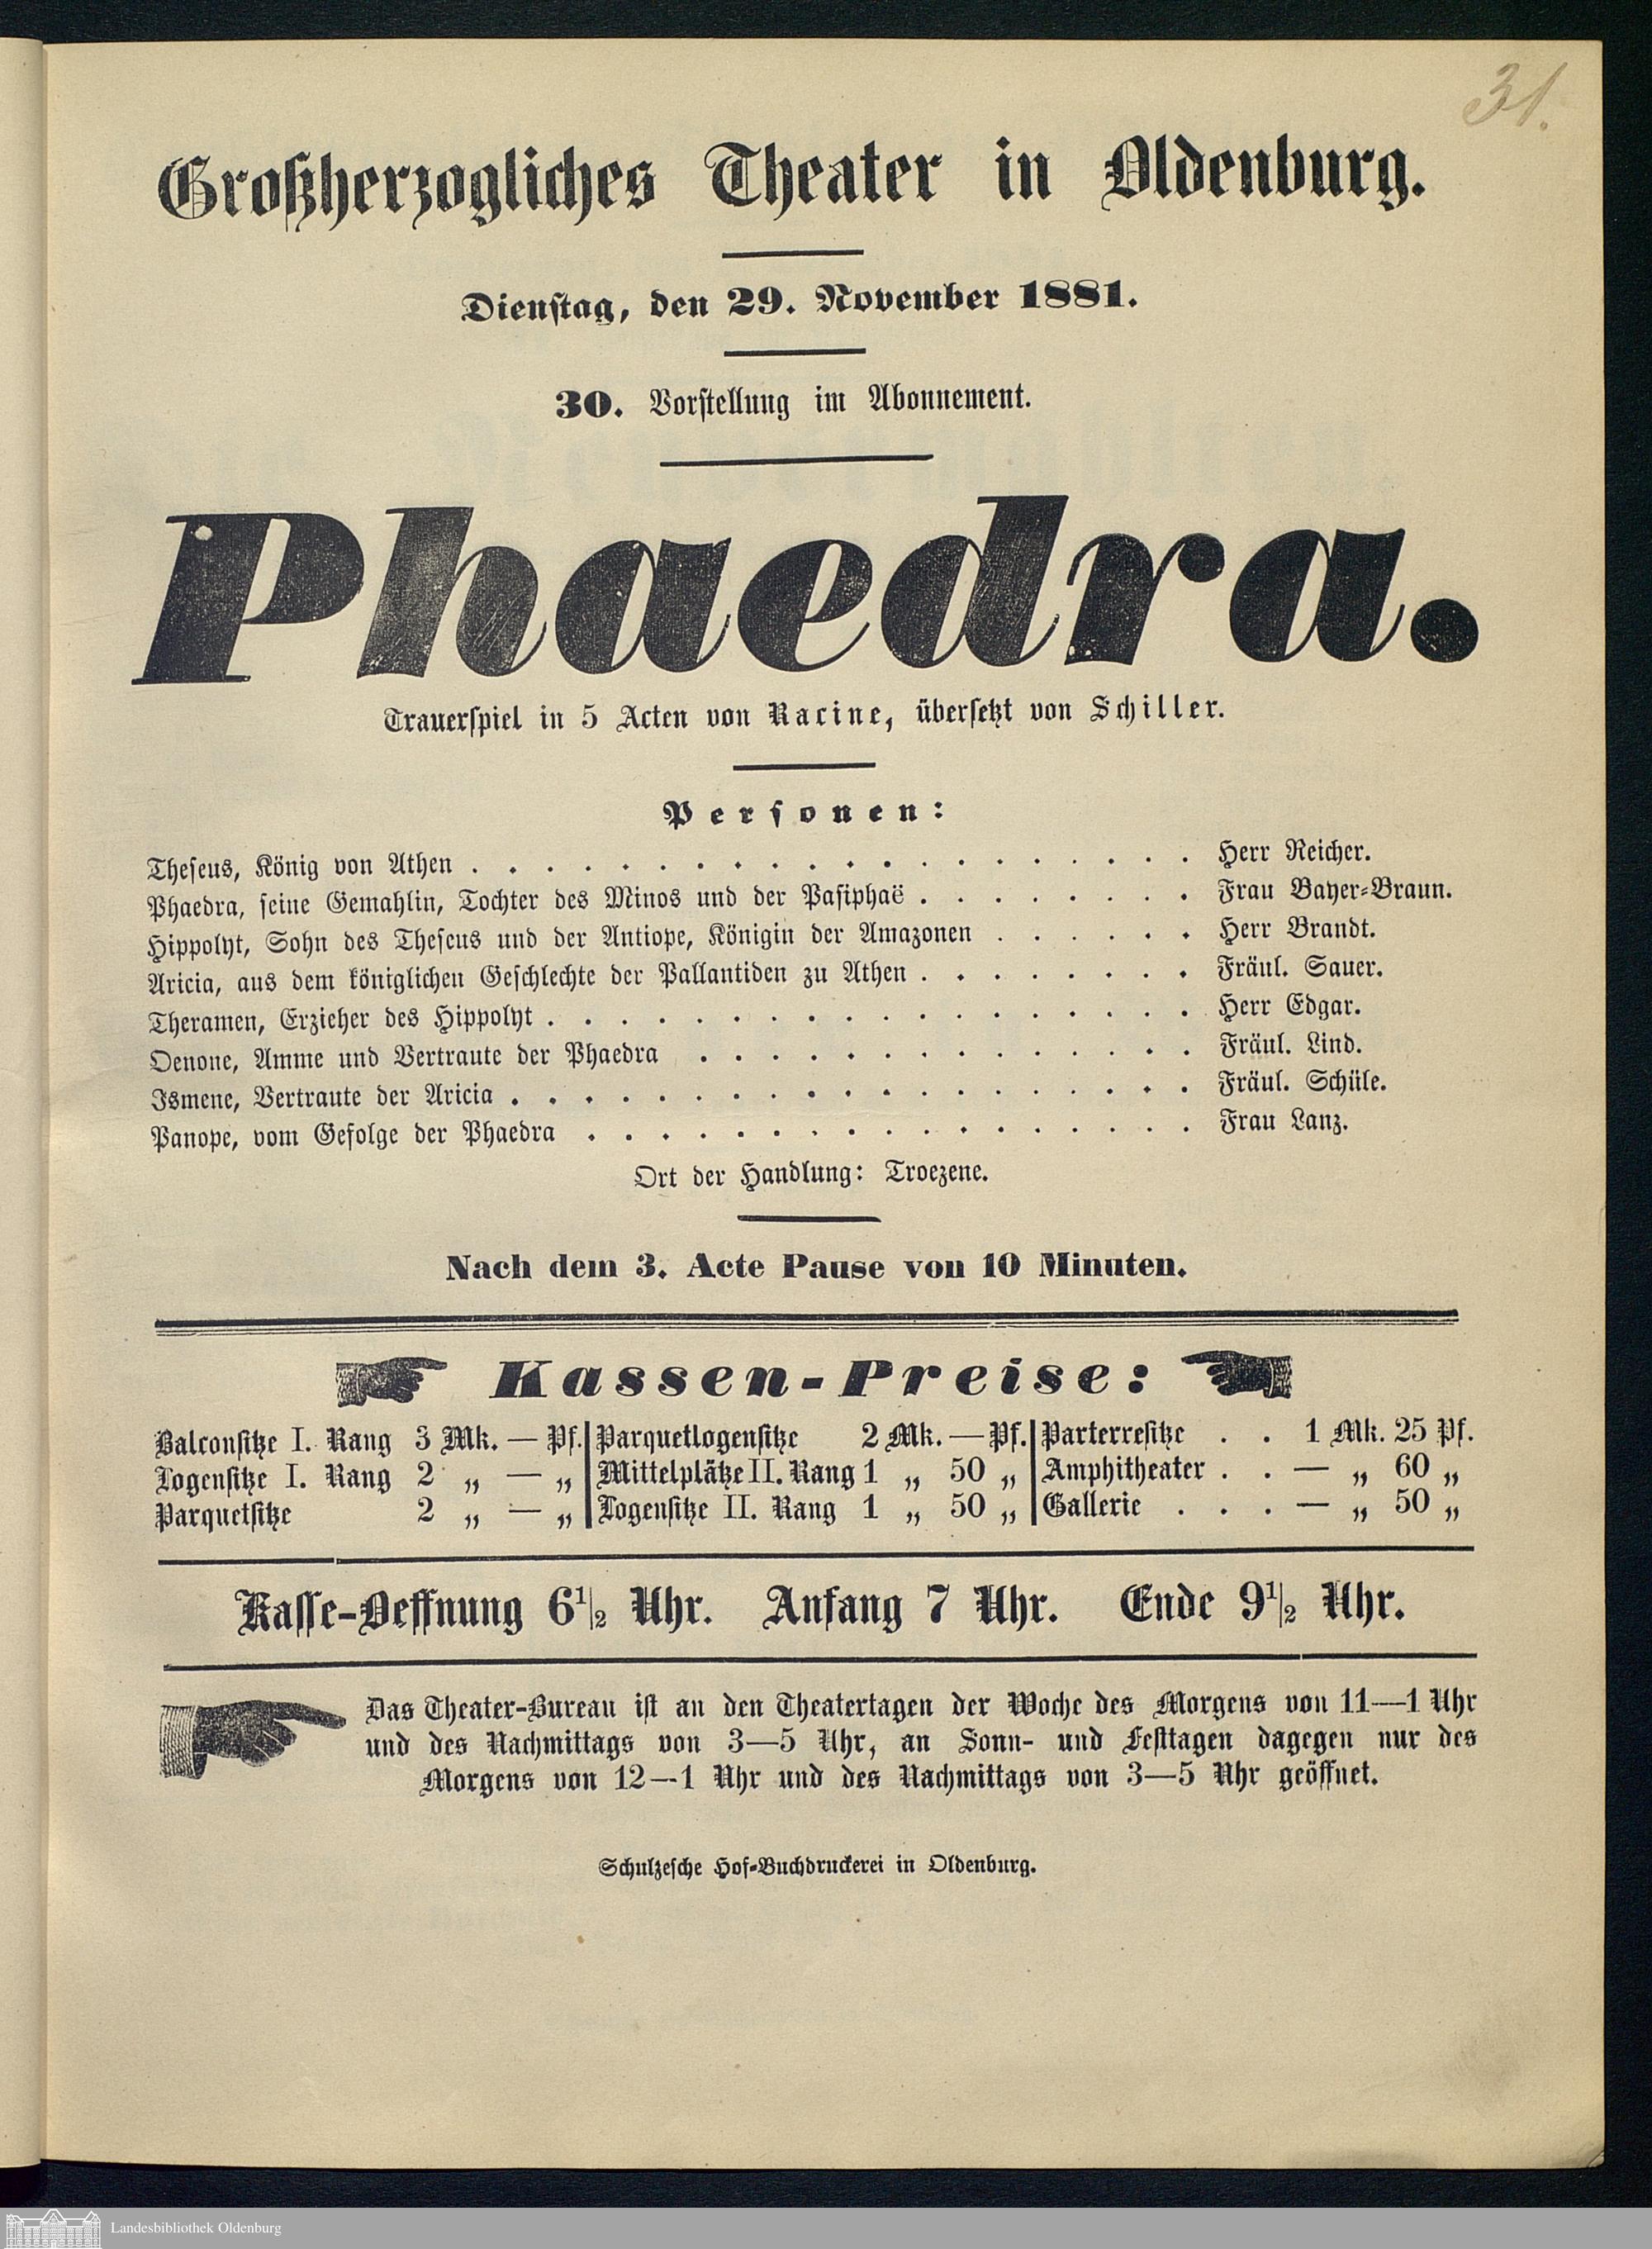 31.
Großherzogliches Theater in Oldenburg.
Dienstag, den 29. November 1881.
30. Vorstellung im Abonnement.
Phaedra.
Trauerspiel in 5 Acten von Racine, übersetzt von Schiller.
Personen:
Theseus, König von Athen . . . . . . . . . . . . . . . . . . . . Herr Reicher.
Phaedra, seine Gemahlin, Tochter des Minos und der Pasiphaë . . . . . . . . Frau Bayer-Braun.
Hippolyt, Sohn des Theseus und der Antiope, Königin der Amazonen . . . . . . Herr Brandt.
Aricia, aus dem königlichen Geschlechte der Pallantiden zu Athen . . . . . . . . Fräul. Sauer.
Theramen, Erzieher des Hippolyt . . . . . . . . . . . . . . . . . . Herr Edgar.
Oenone, Amme und Vertraute der Phaedra . . . . . . . . . . . . . . Fräul. Lind.
Ismene, Vertraute der Aricia . . . . . . . . . . . . . . . . . . . Fräul. Schüle.
Panope, vom Gefolge der Phaedra . . . . . . . . . . . . . . . . . Frau Lanz.
Ort der Handlung: Troezene.
Nach dem 3. Acte Pause von 10 Minuten.
Kassen-Preise:
Balconsitze I. Rang 3 Mk. — Pf. Parquetlogensitze 2 Mk. — Pf. Parterresitze . . 1 Mk. 25 Pf.
Logensitze I. Rang 2 „ — „ Mittelplätze II. Rang 1 „ 50 „ Amphitheater . . — „ 60 „
Parquetsitze 2 „ — „ Logensitze II. Rang 1 „ 50 „ Gallerie . . . — „ 50 „
Kasse-Oeffnung 6½ Uhr. Anfang 7 Uhr. Ende 9½ Uhr.
Das Theater-Bureau ist an den Theatertagen der Woche des Morgens von 11—1 Uhr
und des Nachmittags von 3—5 Uhr, an Sonn- und Festtagen dagegen nur des
Morgens von 12—1 Uhr und des Nachmittags von 3—5 Uhr geöffnet.
Schulzesche Hof-Buchdruckerei in Oldenburg.
Landesbibliothek Oldenburg